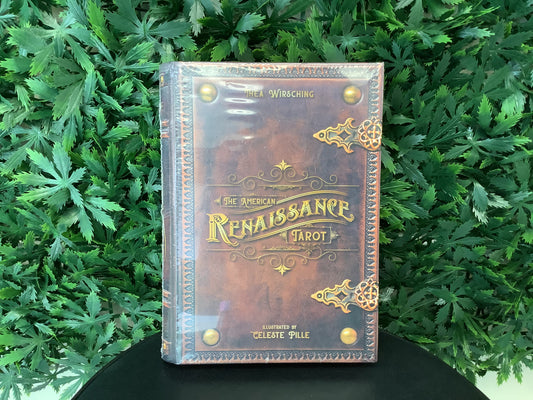 Thea Wirsching
The American
Renaissance
Tarot
Illustrated by
Celeste Pille